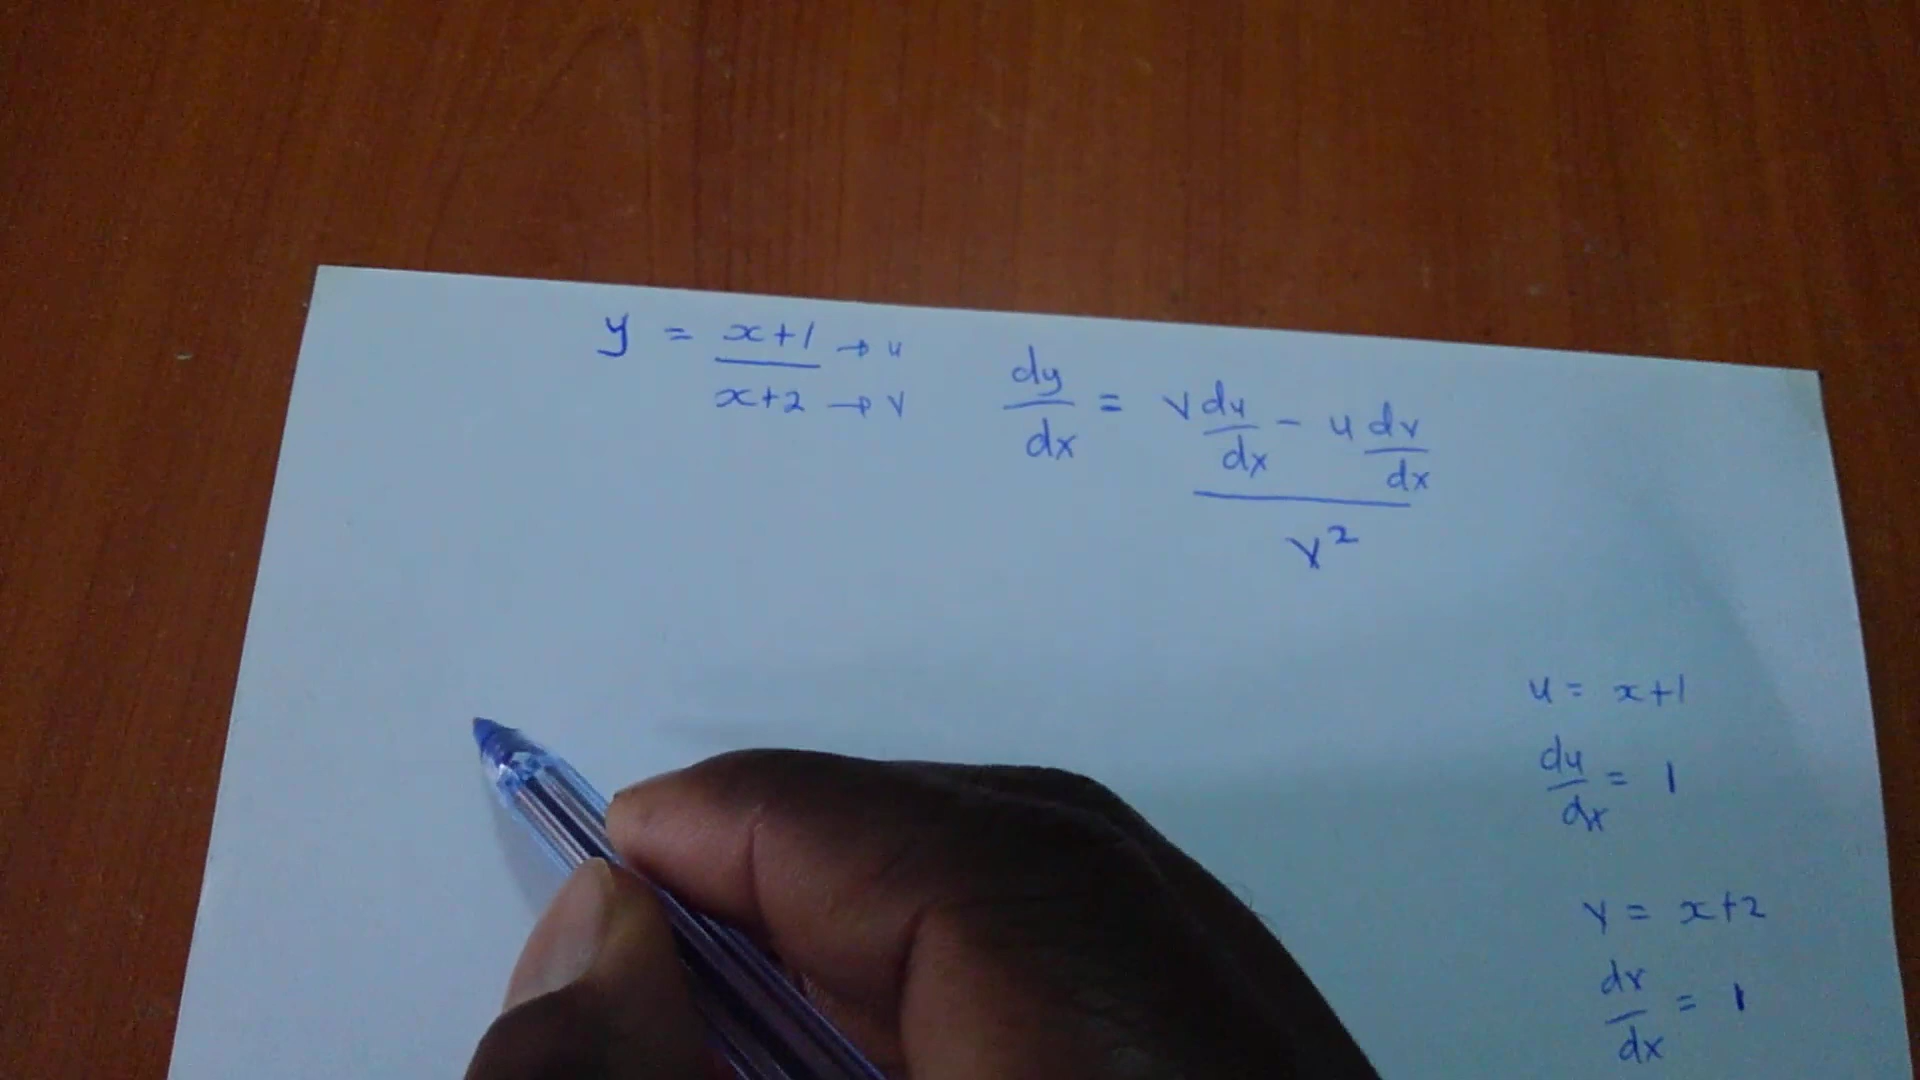 y = x+1 → u
x+2 → v
dy/dx = v du/dx - u dv/dx
v²
u = x+1
du/dx = 1
v = x+2
dv/dx = 1